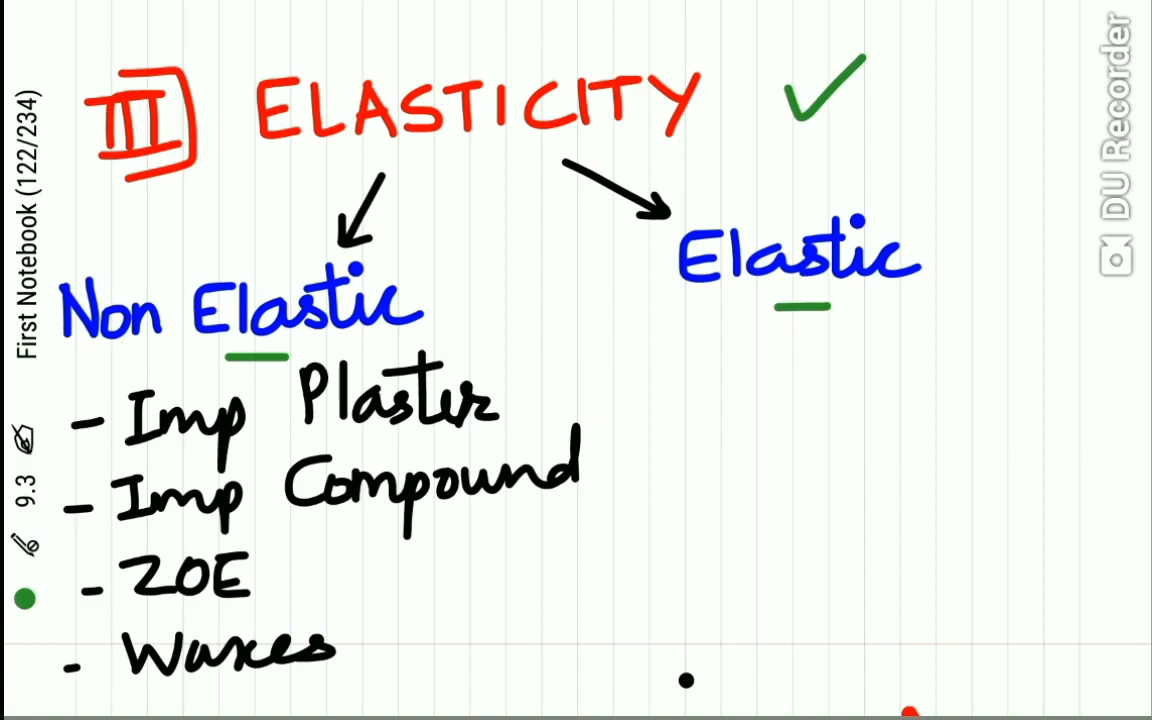 III) ELASTICITY
Elastic
Non Elastic
- Imp Plaster
- Imp Compound
- ZOE
- Waxes
First Notebook (122/234)
9.3
DU Recorder